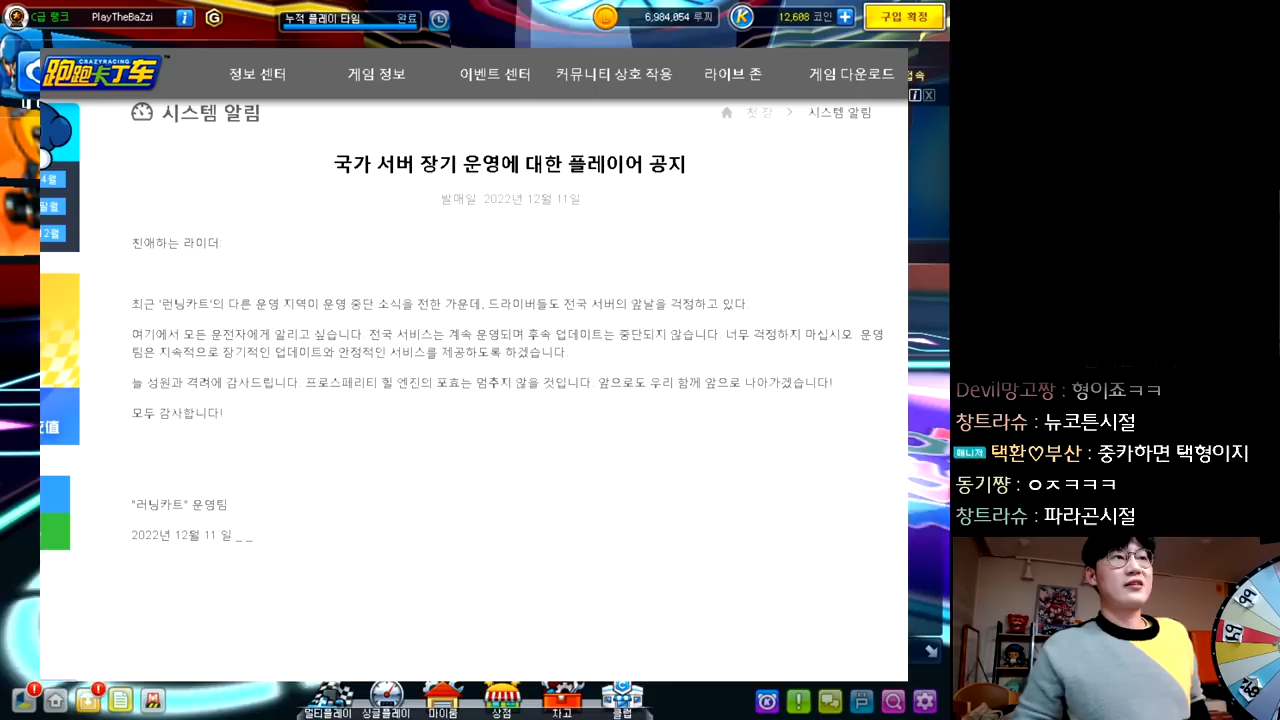 C급 랭크 PlayTheBaZzi
누적 플레이 타임 완료
6,984,054 루찌
12,608 코인
구입 확정
CRAZYRACING
跑跑卡丁车
정보 센터 게임 정보 이벤트 센터 커뮤니티 상호 작용 라이브 존 게임 다운로드
접속
시스템 알림
첫 장 > 시스템 알림
국가 서버 장기 운영에 대한 플레이어 공지
발매일 2022년 12월 11일
4월
팔월
12월
친애하는 라이더:
최근 '런닝카트'의 다른 운영 지역이 운영 중단 소식을 전한 가운데, 드라이버들도 전국 서버의 앞날을 걱정하고 있다.
여기에서 모든 운전자에게 알리고 싶습니다. 전국 서비스는 계속 운영되며 후속 업데이트는 중단되지 않습니다. 너무 걱정하지 마십시오. 운영
팀은 지속적으로 장기적인 업데이트와 안정적인 서비스를 제공하도록 하겠습니다.
늘 성원과 격려에 감사드립니다. 프로스페리티 힐 엔진의 포효는 멈추지 않을 것입니다. 앞으로도 우리 함께 앞으로 나아가겠습니다!
모두 감사합니다!
值
"러닝카트" 운영팀
2022년 12월 11 일 _ _
Devil망고짱 : 형이죠ㅋㅋ
창트라슈 : 뉴코튼시절
매니저 택환♡부산 : 중카하면 택형이지
동기쨩 : ㅇㅈㅋㅋㅋ
창트라슈 : 파라곤시절
멀티플레이 싱글플레이 마이룸 상점 차고 클럽